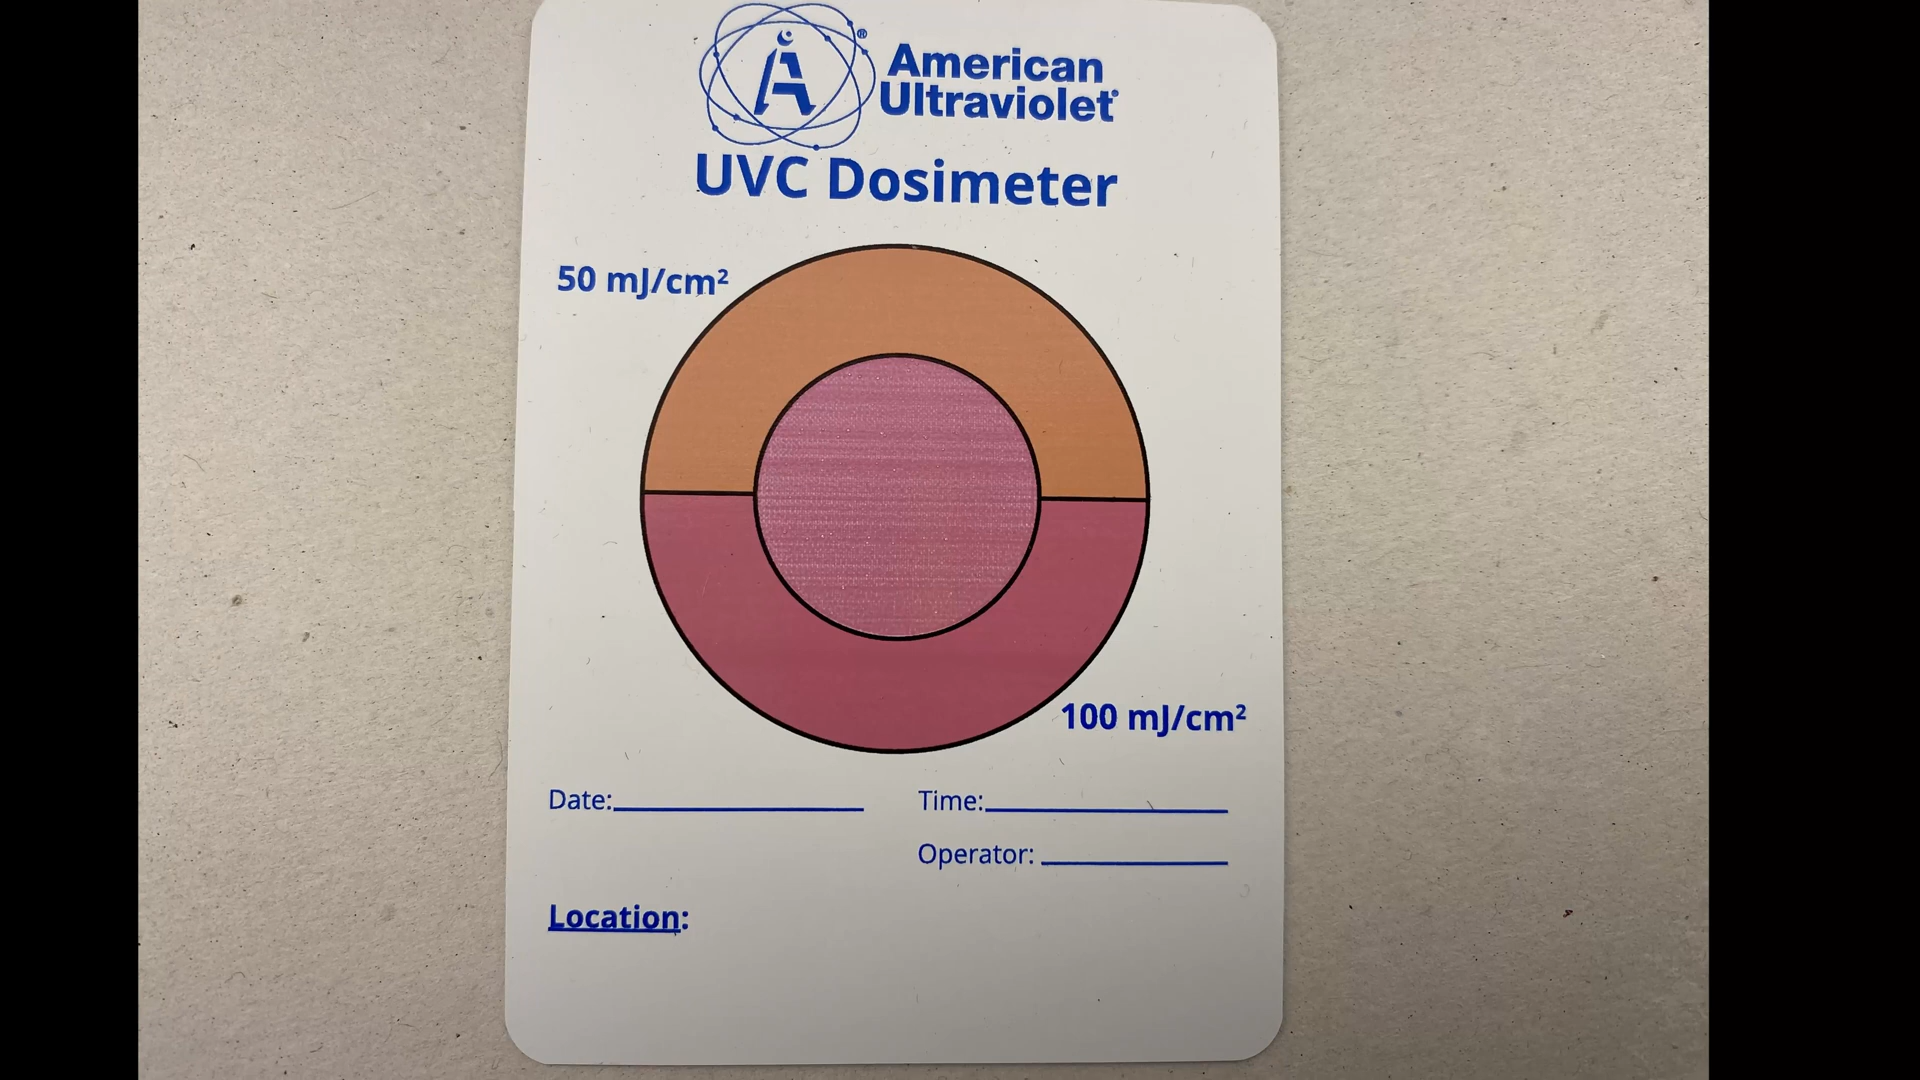 Å® American
Ultraviolet®
UVC Dosimeter
50 mJ/cm²
100 mJ/cm²
Date: Time:
Operator:
Location: